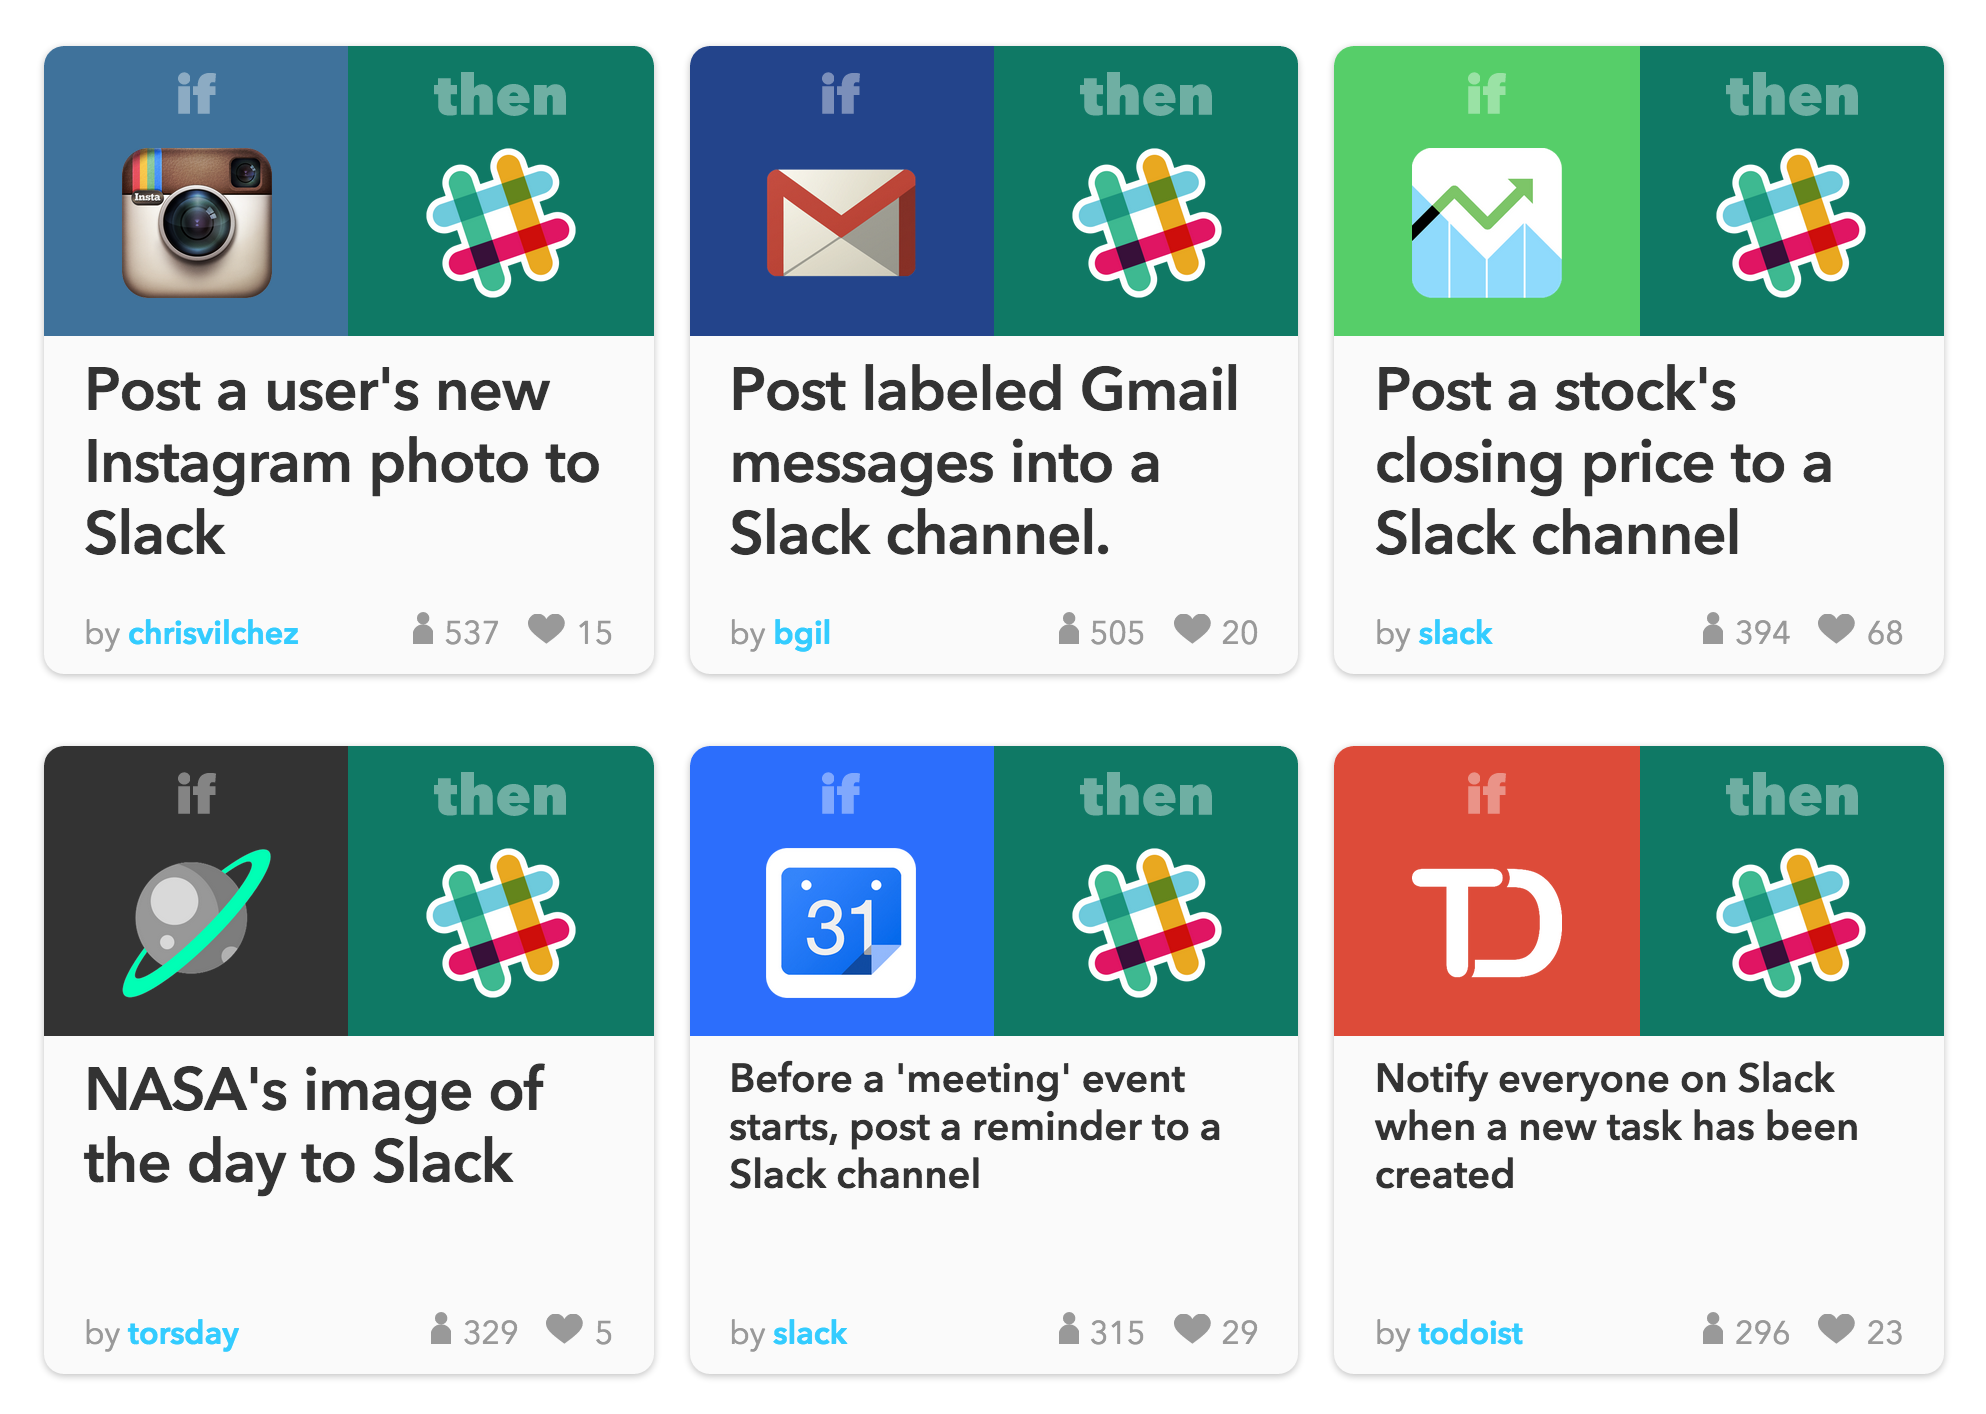 if then
Insta
Post a user's new
Instagram photo to
Slack
by chrisvilchez 537 15
if then
Post labeled Gmail
messages into a
Slack channel.
by bgil 505 20
if then
Post a stock's
closing price to a
Slack channel
by slack 394 68
if then
NASA's image of
the day to Slack
by torsday 329 5
if then
31
Before a 'meeting' event
starts, post a reminder to a
Slack channel
by slack 315 29
if then
TD
Notify everyone on Slack
when a new task has been
created
by todoist 296 23